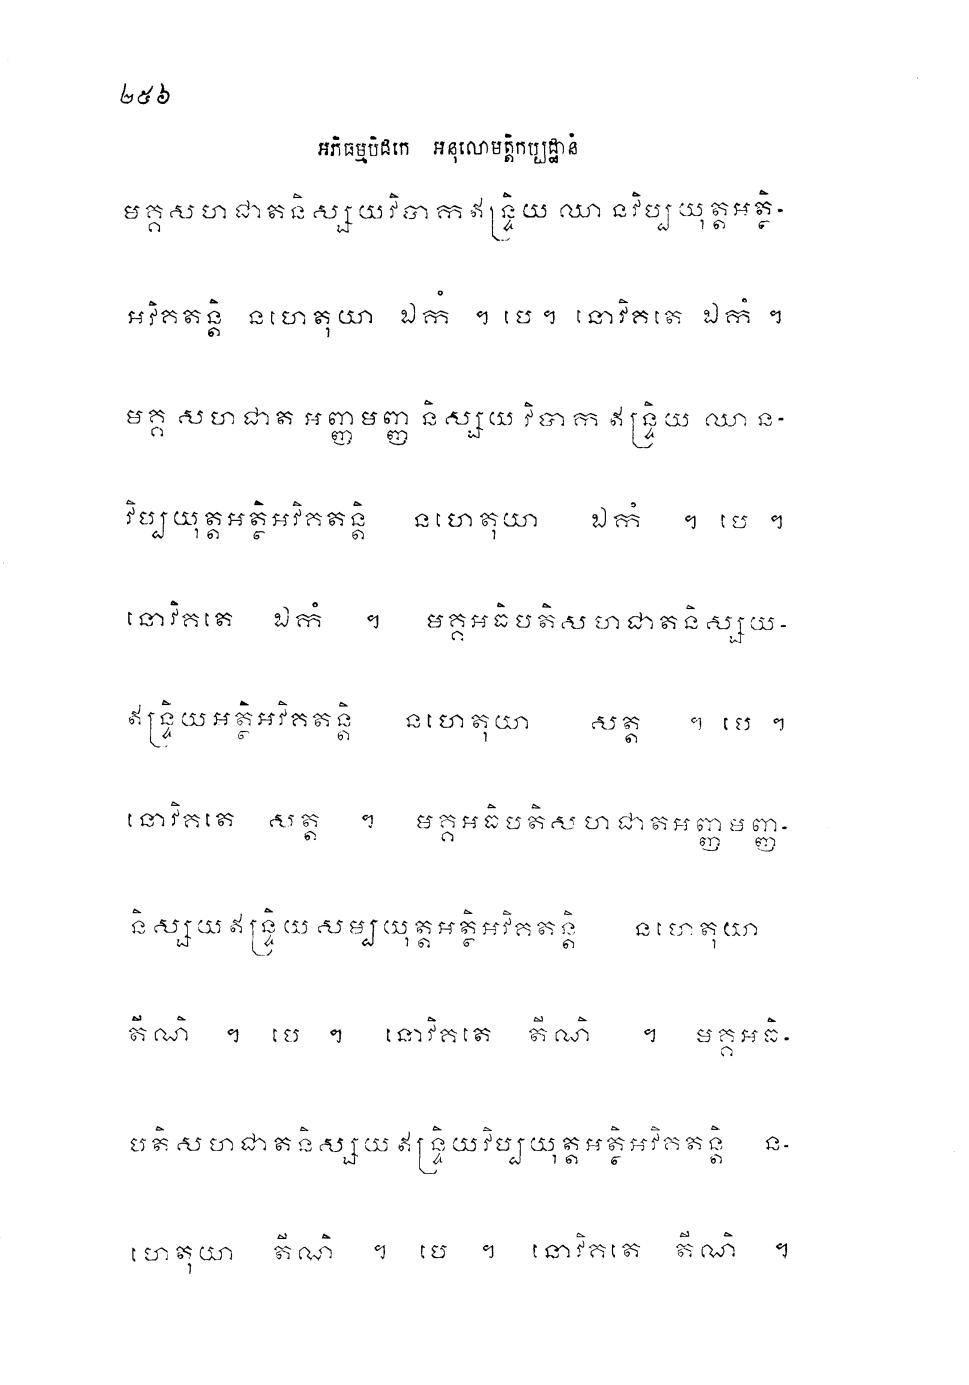 ២៥៦
អភិធម្មបិដកេ អនុលោមត្តិកប្បដ្ឋានំ
មគ្គសហជាតនិស្សយវិបាកឥន្ទ្រិយ ឈានវិប្បយុត្តអត្ថិ-
អវិគតន្តិ នហេតុយា ឯកំ ។ បេ។ នោវិគតេ ឯកំ ។
មគ្គ សហជាត អញ្ញមញ្ញ និស្សយ វិបាក ឥន្ទ្រិយ ឈាន-
វិប្បយុត្តអត្ថិអវិគតន្តិ នហេតុយា ឯកំ ។ បេ ។
នោវិគតេ ឯកំ ។ មគ្គអធិបតិសហជាតនិស្សយ-
ឥន្ទ្រិយអត្ថិអវិគតន្តិ នហេតុយា សត្ត ។ បេ ។
នោវិគតេ សត្ត ។ មគ្គអធិបតិសហជាតអញ្ញមញ្ញ-
និស្សយឥន្ទ្រិយសម្បយុត្តអត្ថិអវិគតន្តិ នហេតុយា
តីណិ ។ បេ ។ នោវិគតេ តីណិ ។ មគ្គអធិ-
បតិសហជាតនិស្សយឥន្ទ្រិយវិប្បយុត្តអត្ថិអវិគតន្តិ ន-
ហេតុយា តីណិ ។ បេ ។ នោវិគតេ តីណិ ។